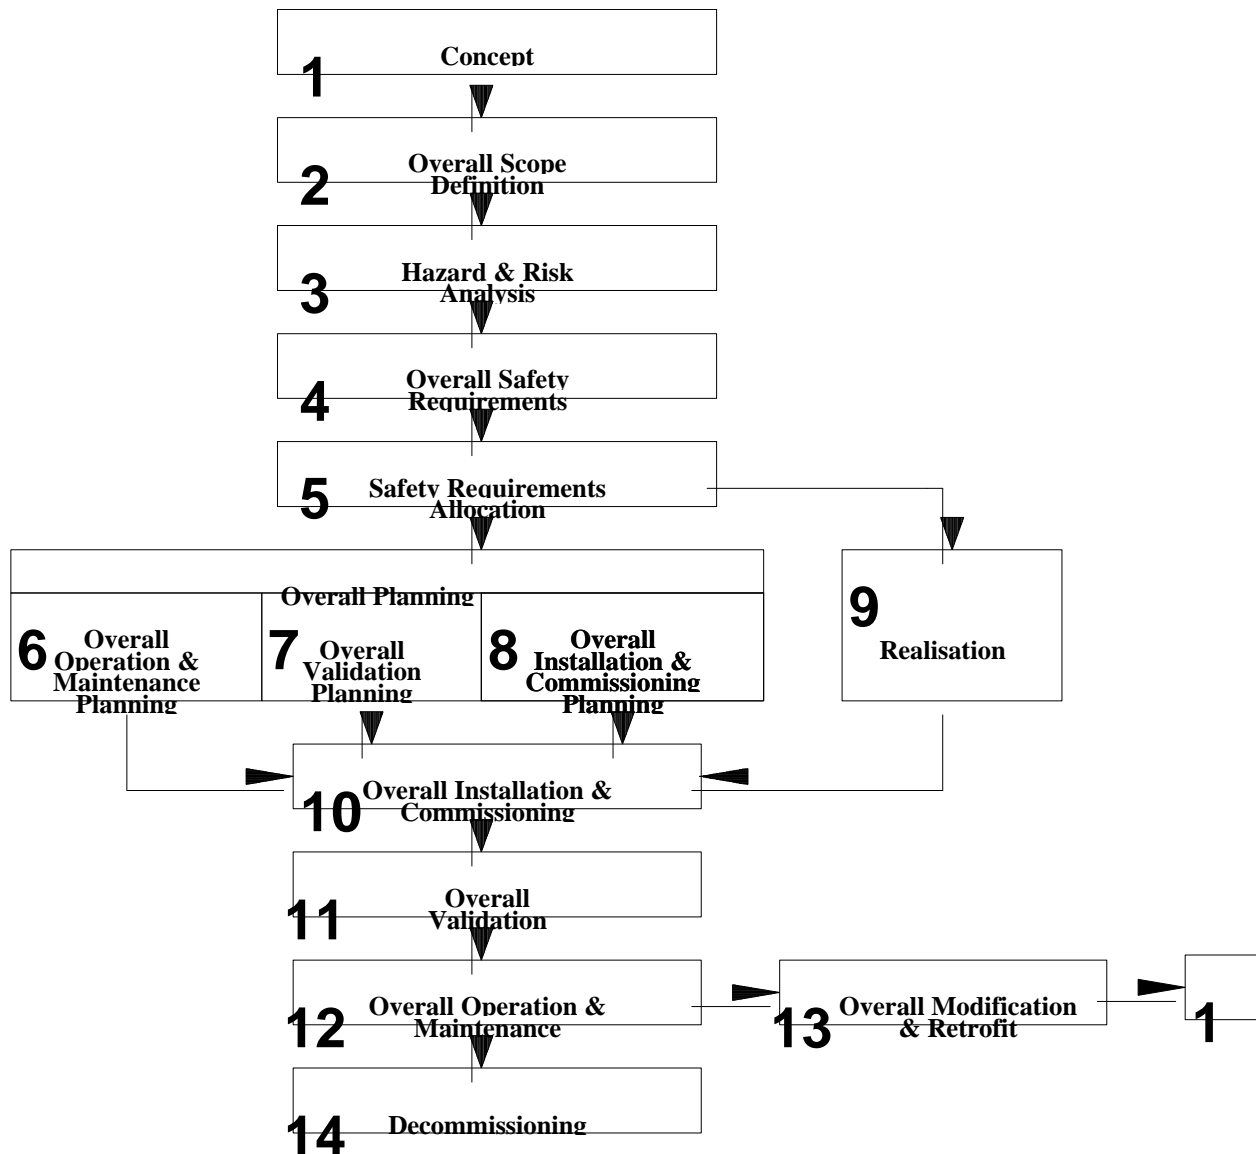 Concept
1
Overall Scope
Definition
2
Hazard & Risk
Analysis
3
Overall Safety
Requirements
4
Safety Requirements
Allocation
5
Overall Planning
6
Overall
Operation &
Maintenance
Planning
7
Overall
Validation
Planning
8
Overall
Installation &
Commissioning
Planning
9
Realisation
10
Overall Installation &
Commissioning
11
Overall
Validation
12
Overall Operation &
Maintenance
13
Overall Modification
& Retrofit
1
14
Decommissioning